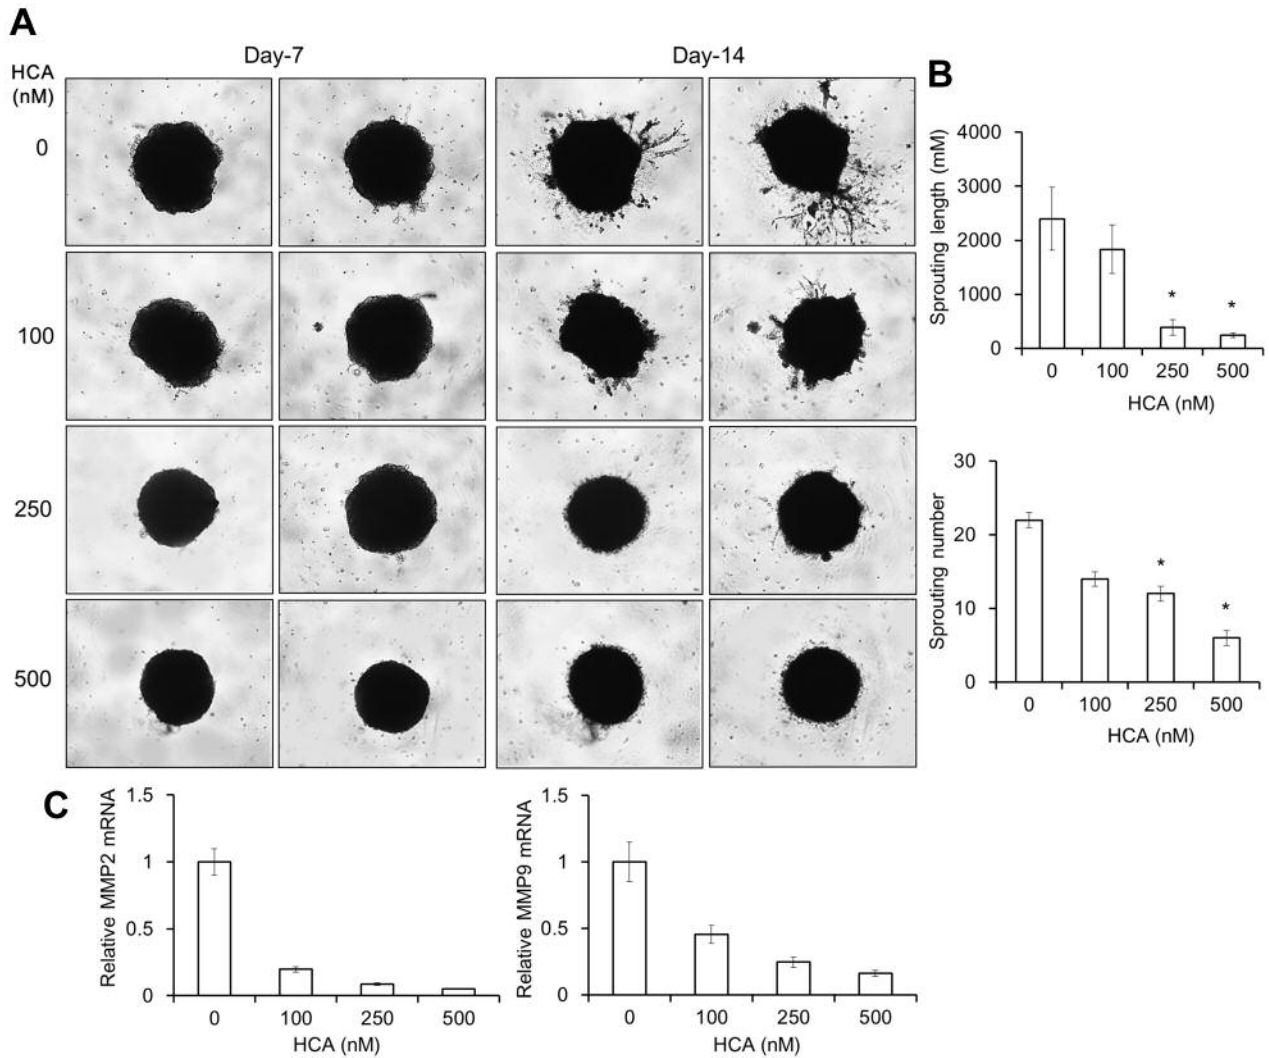 A
Day-7
Day-14
HCA
(nM)
0
100
250
500
B
Sprouting length (mM)
4000
3000
2000
1000
0
0 100 250 500
HCA (nM)
Sprouting number
30
20
10
0
0 100 250 500
HCA (nM)
C
Relative MMP2 mRNA
1.5
1
0.5
0
0 100 250 500
HCA (nM)
Relative MMP9 mRNA
1.5
1
0.5
0
0 100 250 500
HCA (nM)